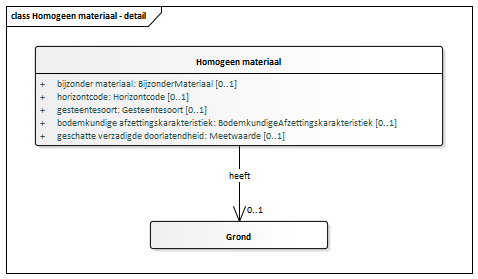 class Homogeen materiaal - detail
Homogeen materiaal
+ bijzonder materiaal: BijzonderMateriaal [0..1]
+ horizontcode: Horizontcode [0..1]
+ gesteentesoort: Gesteentesoort [0..1]
+ bodemkundige afzettingskarakteristiek: BodemkundigeAfzettingskarakteristiek [0..1]
+ geschatte verzadigde doorlatendheid: Meetwaarde [0..1]
heeft
0..1
Grond